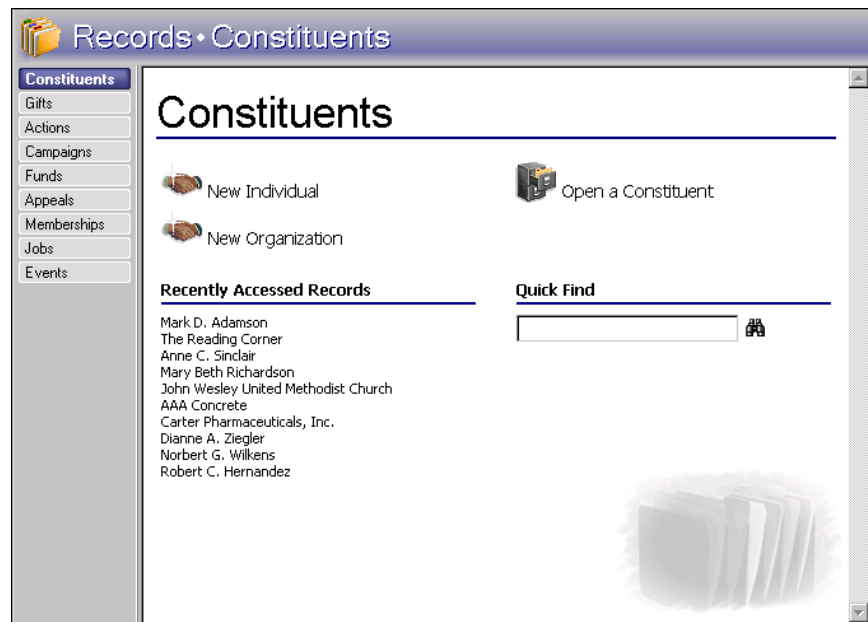 Records • Constituents
Constituents
Gifts
Actions
Campaigns
Funds
Appeals
Memberships
Jobs
Events
Constituents
New Individual
Open a Constituent
New Organization
Recently Accessed Records
Mark D. Adamson
The Reading Corner
Anne C. Sinclair
Mary Beth Richardson
John Wesley United Methodist Church
AAA Concrete
Carter Pharmaceuticals, Inc.
Dianne A. Ziegler
Norbert G. Wilkens
Robert C. Hernandez
Quick Find